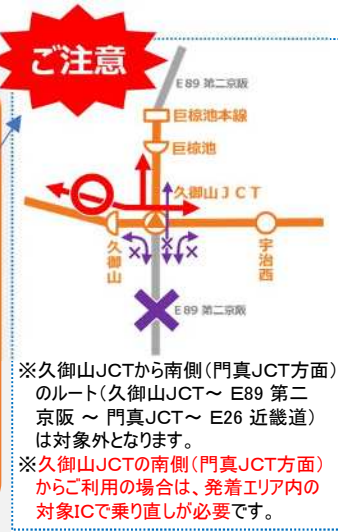 ご注意
E89 第二京阪
巨椋池本線
巨椋池
久御山JCT
久御山
宇治西
E89 第二京阪
※久御山JCTから南側(門真JCT方面)
のルート(久御山JCT～ E89 第二
京阪 ～ 門真JCT～ E26 近畿道)
は対象外となります。
※久御山JCTの南側(門真JCT方面)
からご利用の場合は、発着エリア内の
対象ICで乗り直しが必要です。